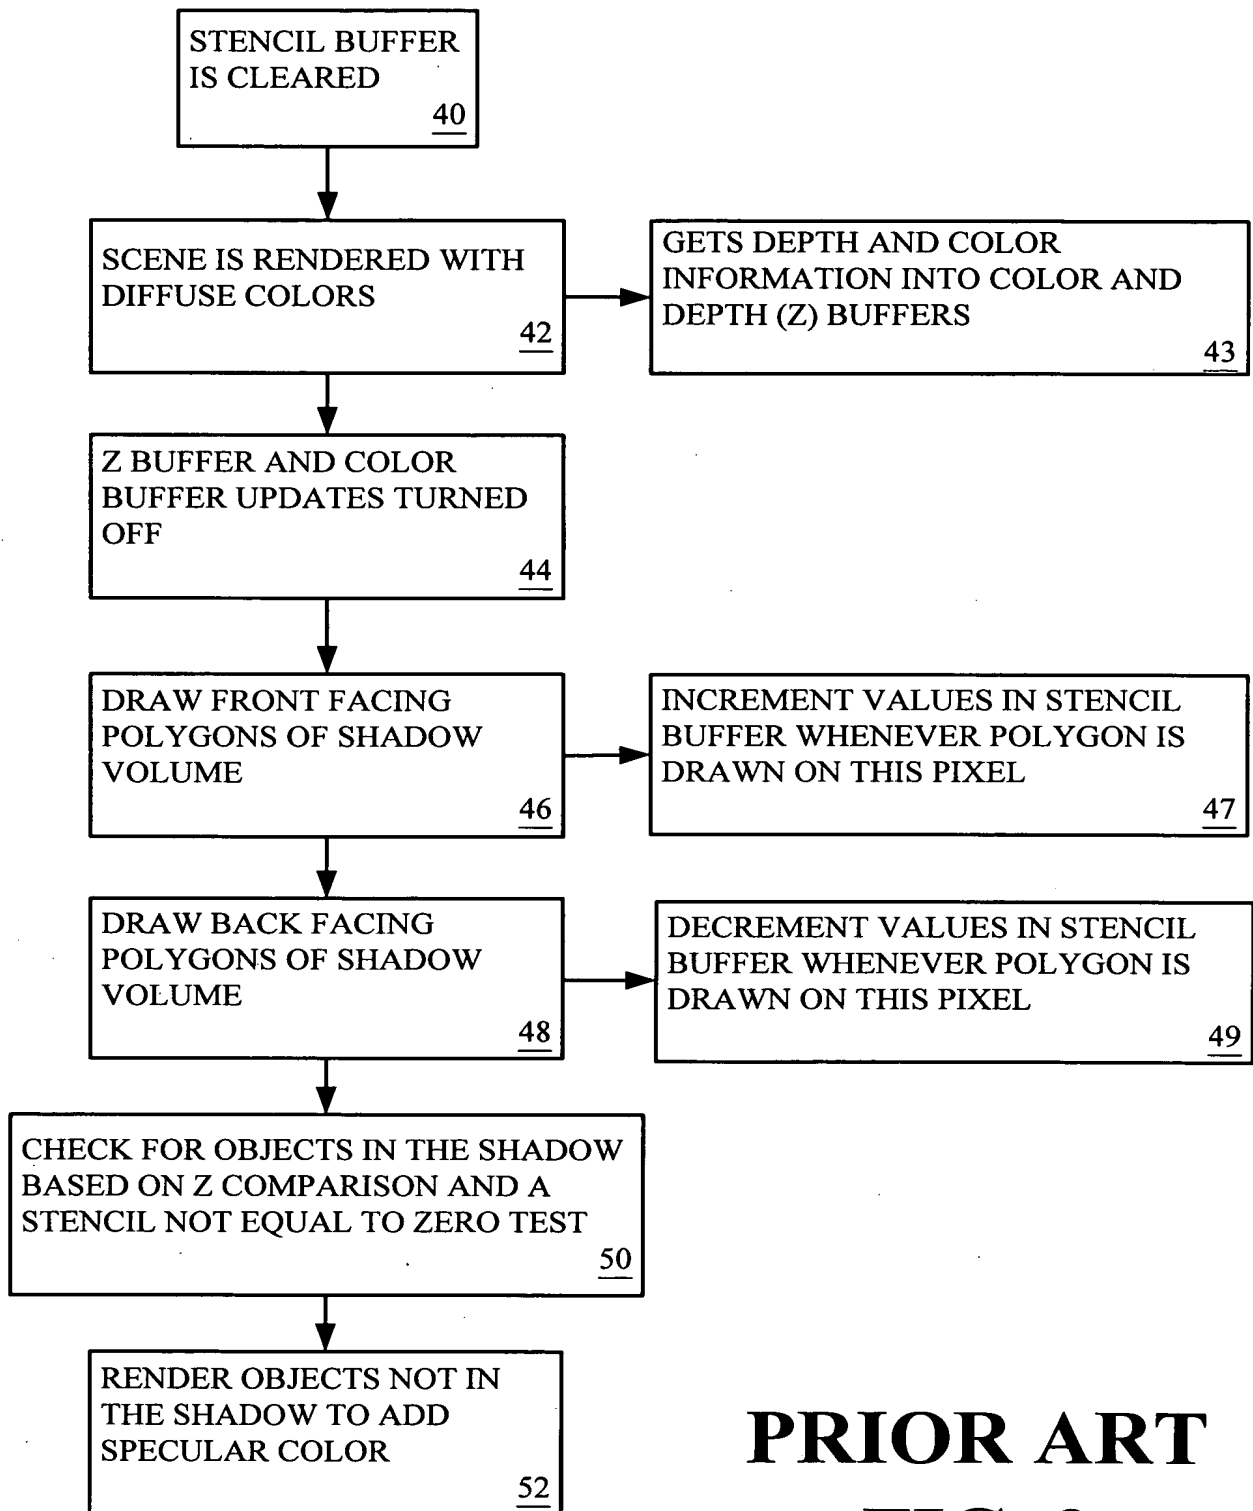 STENCIL BUFFER
IS CLEARED
40
SCENE IS RENDERED WITH
DIFFUSE COLORS
42
GETS DEPTH AND COLOR
INFORMATION INTO COLOR AND
DEPTH (Z) BUFFERS
43
Z BUFFER AND COLOR
BUFFER UPDATES TURNED
OFF
44
DRAW FRONT FACING
POLYGONS OF SHADOW
VOLUME
46
INCREMENT VALUES IN STENCIL
BUFFER WHENEVER POLYGON IS
DRAWN ON THIS PIXEL
47
DRAW BACK FACING
POLYGONS OF SHADOW
VOLUME
48
DECREMENT VALUES IN STENCIL
BUFFER WHENEVER POLYGON IS
DRAWN ON THIS PIXEL
49
CHECK FOR OBJECTS IN THE SHADOW
BASED ON Z COMPARISON AND A
STENCIL NOT EQUAL TO ZERO TEST
50
RENDER OBJECTS NOT IN
THE SHADOW TO ADD
SPECULAR COLOR
52
PRIOR ART